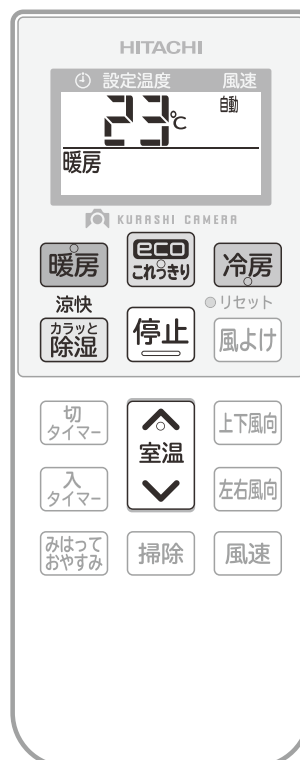 HITACHI
設定温度 風速
23℃ 自動
暖房
KURASHI CAMERA
暖房 eco これっきり 冷房
涼快 リセット
カラッと 除湿 停止 風よけ
切 タイマー 室温 上下風向
入 タイマー 左右風向
みはって おやすみ 掃除 風速